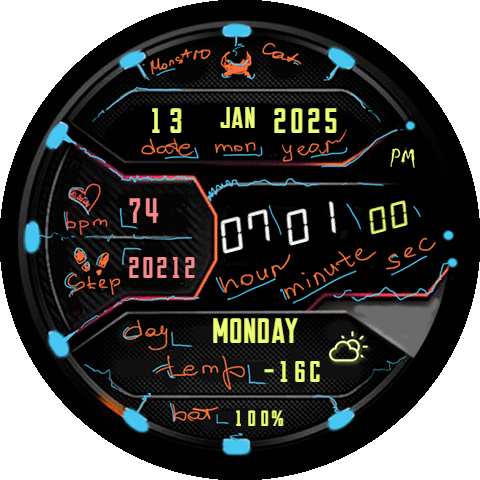 Monstro Cat
13 JAN 2025
date mon year
PM
74
bpm
07 01 00
20212
Step
hour minute sec
day MONDAY
temp -16C
bat 100%